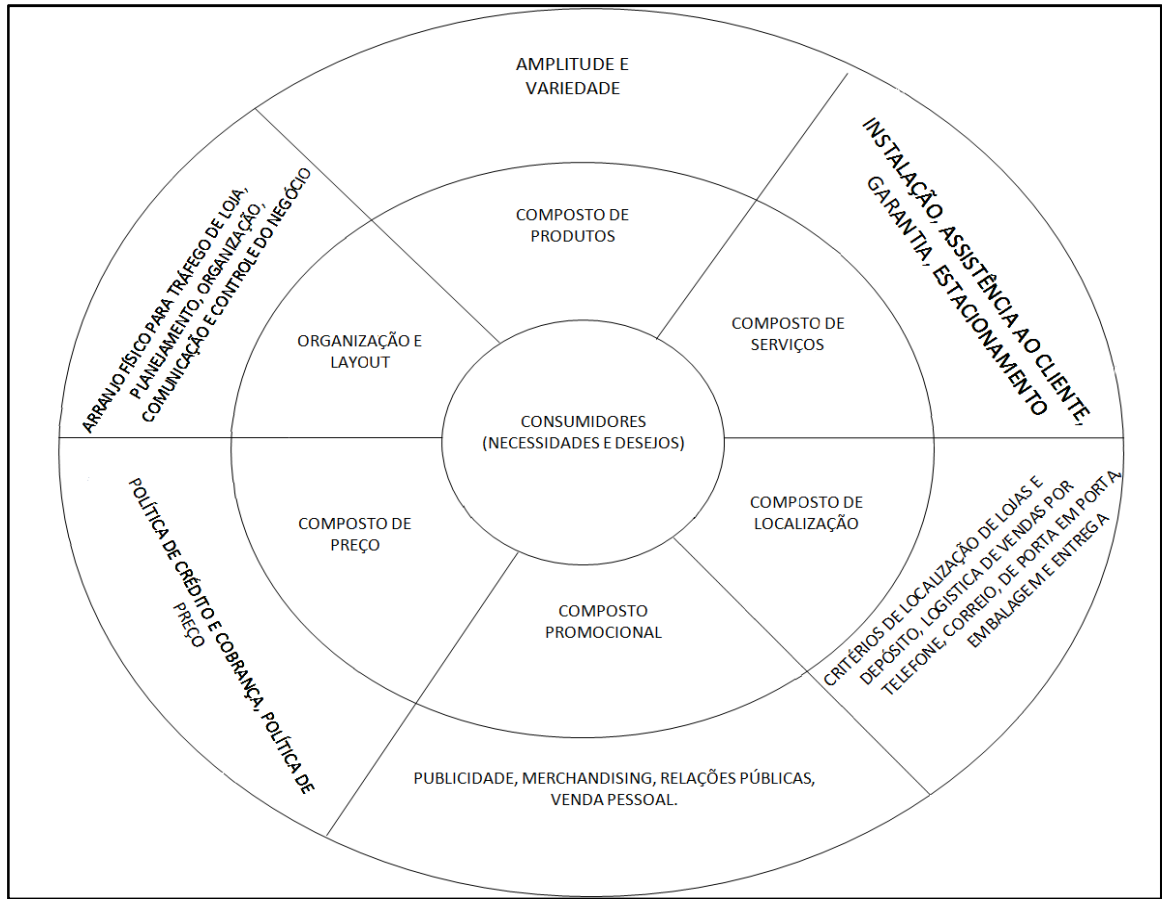 AMPLITUDE E
VARIEDADE
INSTALAÇÃO, ASSISTÊNCIA AO CLIENTE,
GARANTIA, ESTACIONAMENTO
ARRANJO FÍSICO PARA TRÁFEGO DE LOJA,
PLANEJAMENTO, ORGANIZAÇÃO,
COMUNICAÇÃO E CONTROLE DO NEGÓCIO
COMPOSTO DE
PRODUTOS
ORGANIZAÇÃO E
LAYOUT
COMPOSTO DE
SERVIÇOS
CONSUMIDORES
(NECESSIDADES E DESEJOS)
COMPOSTO DE
PREÇO
COMPOSTO DE
LOCALIZAÇÃO
COMPOSTO
PROMOCIONAL
POLÍTICA DE CRÉDITO E COBRANÇA, POLÍTICA DE
PREÇO
CRITÉRIOS DE LOCALIZAÇÃO DE LOJAS E
DEPÓSITO, LOGISTICA DE VENDAS POR
TELEFONE, CORREIO, DE PORTA EM PORTA,
EMBALAGEM E ENTREGA
PUBLICIDADE, MERCHANDISING, RELAÇÕES PÚBLICAS,
VENDA PESSOAL.